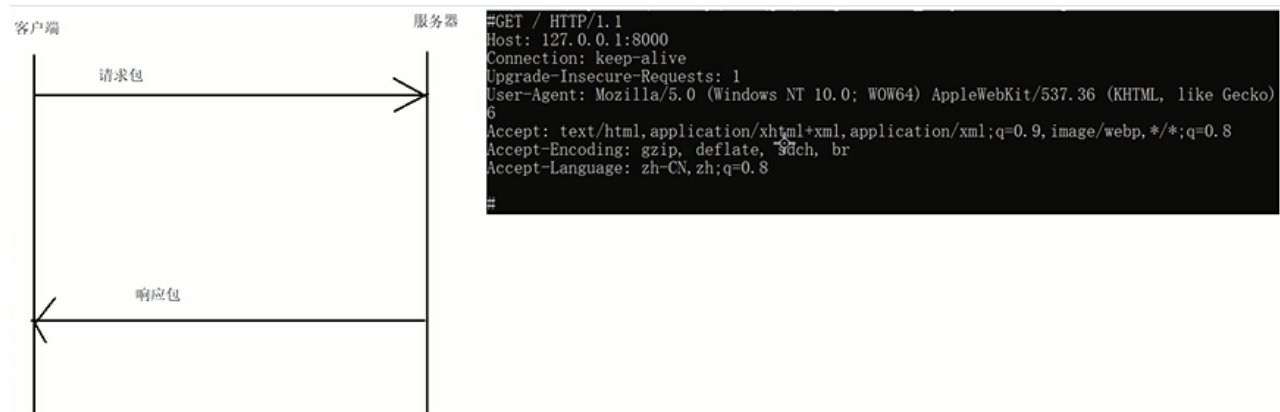 客户端
服务器
请求包
响应包
#GET / HTTP/1.1
Host: 127.0.0.1:8000
Connection: keep-alive
Upgrade-Insecure-Requests: 1
User-Agent: Mozilla/5.0 (Windows NT 10.0; WOW64) AppleWebKit/537.36 (KHTML, like Gecko)
6
Accept: text/html,application/xhtml+xml,application/xml;q=0.9,image/webp,*/*;q=0.8
Accept-Encoding: gzip, deflate, sdch, br
Accept-Language: zh-CN,zh;q=0.8
#